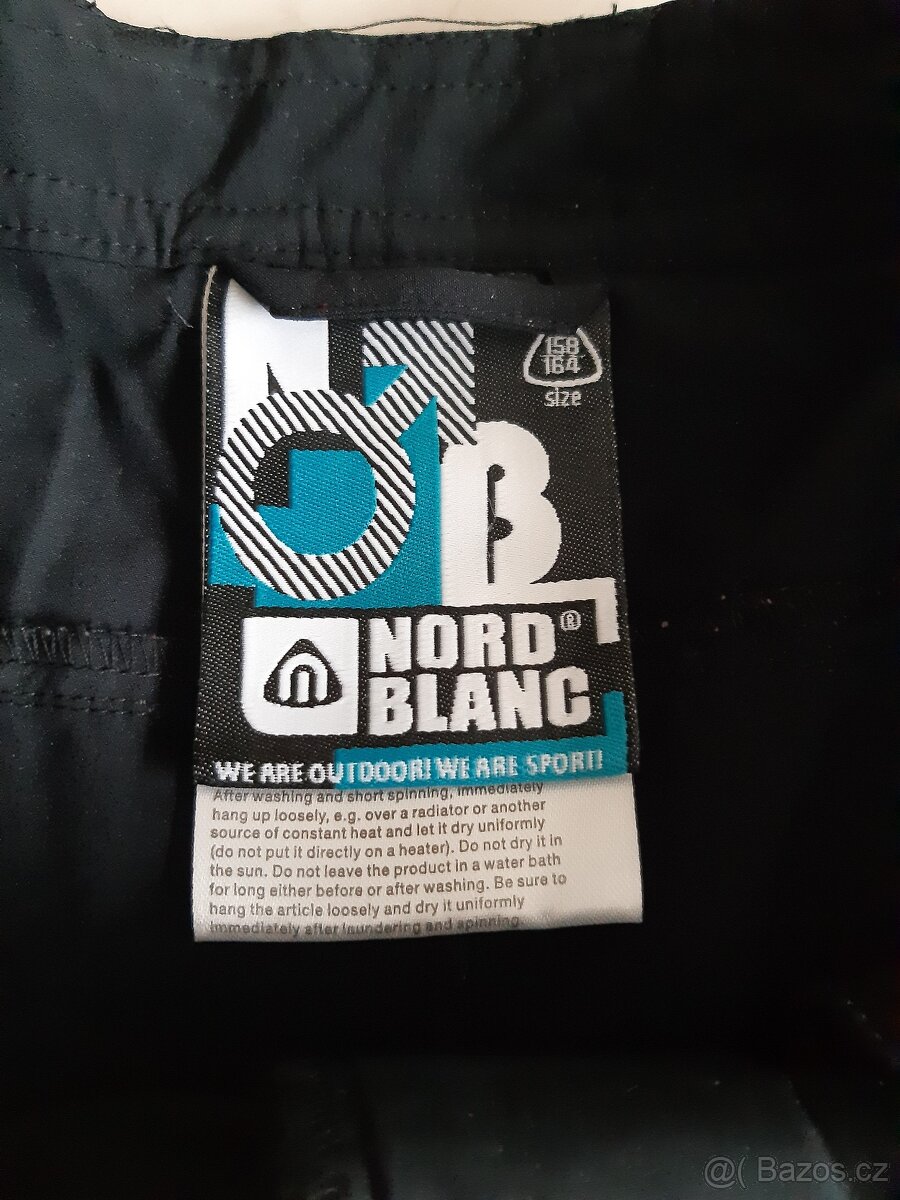 158
164
size
NORD®
BLANC
WE ARE OUTDOOR! WE ARE SPORT!
After washing and short spinning, immediately
hang up loosely, e.g. over a radiator or another
source of constant heat and let it dry uniformly
(do not put it directly on a heater). Do not dry it in
the sun. Do not leave the product in a water bath
for long either before or after washing. Be sure to
hang the article loosely and dry it uniformly
immediately after laundering and spinning.
@( Bazos.cz